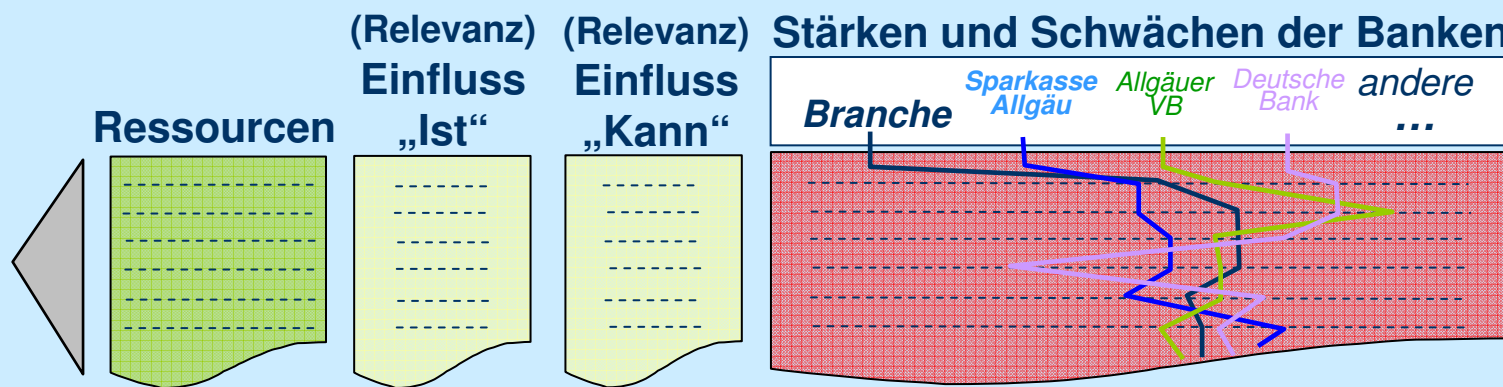 Ressourcen
(Relevanz)
Einfluss
„Ist“
(Relevanz)
Einfluss
„Kann“
Stärken und Schwächen der Banken
Branche
Sparkasse
Allgäu
Allgäuer
VB
Deutsche
Bank
andere
...